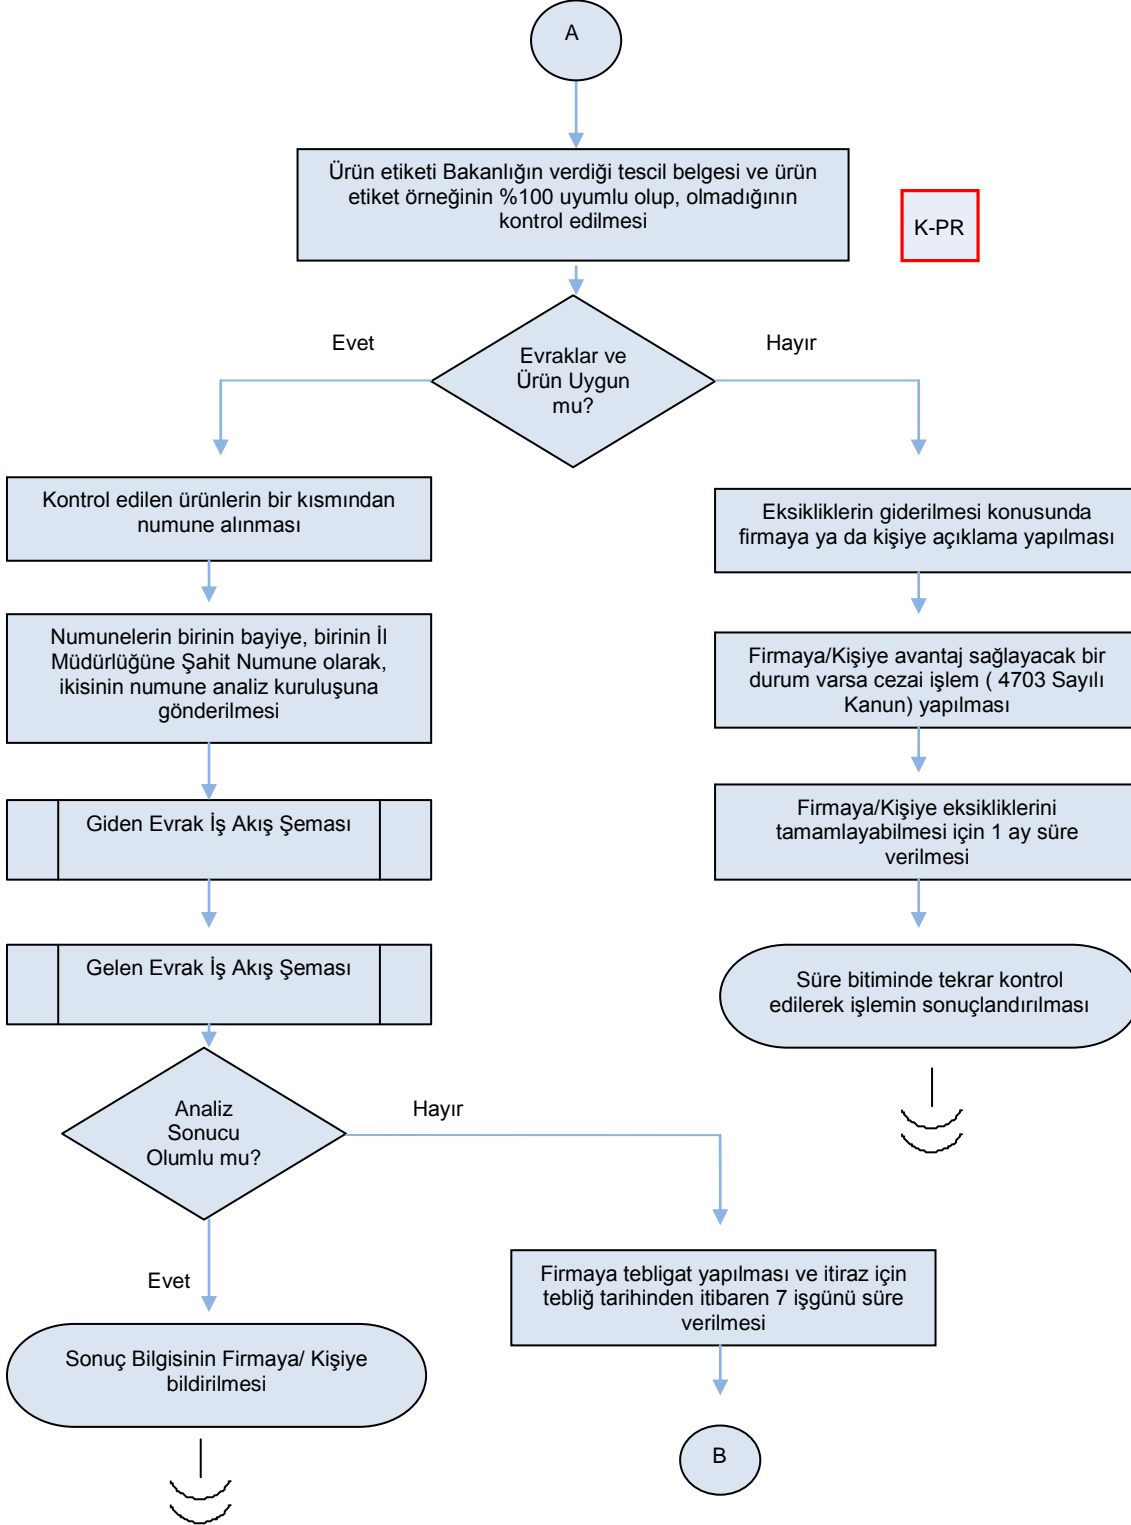 A
Ürün etiketi Bakanlığın verdiği tescil belgesi ve ürün
etiket örneğinin %100 uyumlu olup, olmadığının
kontrol edilmesi
K-PR
Evet
Hayır
Evraklar ve
Ürün Uygun
mu?
Kontrol edilen ürünlerin bir kısmından
numune alınması
Eksikliklerin giderilmesi konusunda
firmaya ya da kişiye açıklama yapılması
Numunelerin birinin bayiye, birinin İl
Müdürlüğüne Şahit Numune olarak,
ikisinin numune analiz kuruluşuna
gönderilmesi
Firmaya/Kişiye avantaj sağlayacak bir
durum varsa cezai işlem ( 4703 Sayılı
Kanun) yapılması
Giden Evrak İş Akış Şeması
Firmaya/Kişiye eksikliklerini
tamamlayabilmesi için 1 ay süre
verilmesi
Gelen Evrak İş Akış Şeması
Süre bitiminde tekrar kontrol
edilerek işlemin sonuçlandırılması
Analiz
Sonucu
Olumlu mu?
Hayır
Evet
Firmaya tebligat yapılması ve itiraz için
tebliğ tarihinden itibaren 7 işgünü süre
verilmesi
Sonuç Bilgisinin Firmaya/ Kişiye
bildirilmesi
B